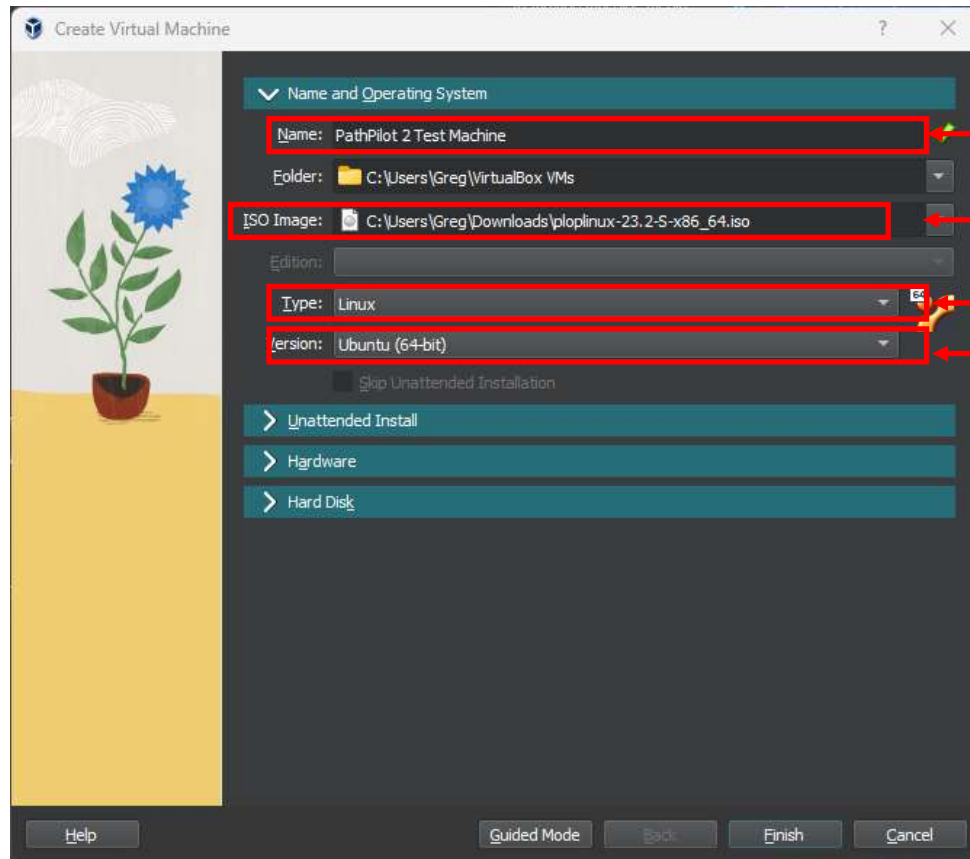 Create Virtual Machine
?
Name and Operating System
Name: PathPilot 2 Test Machine
Folder: C:\Users\Greg\VirtualBox VMs
ISO Image: C:\Users\Greg\Downloads\ploplinux-23.2-S-x86_64.iso
Edition:
Type: Linux
64
Version: Ubuntu (64-bit)
Skip Unattended Installation
Unattended Install
Hardware
Hard Disk
Help Guided Mode Back Finish Cancel